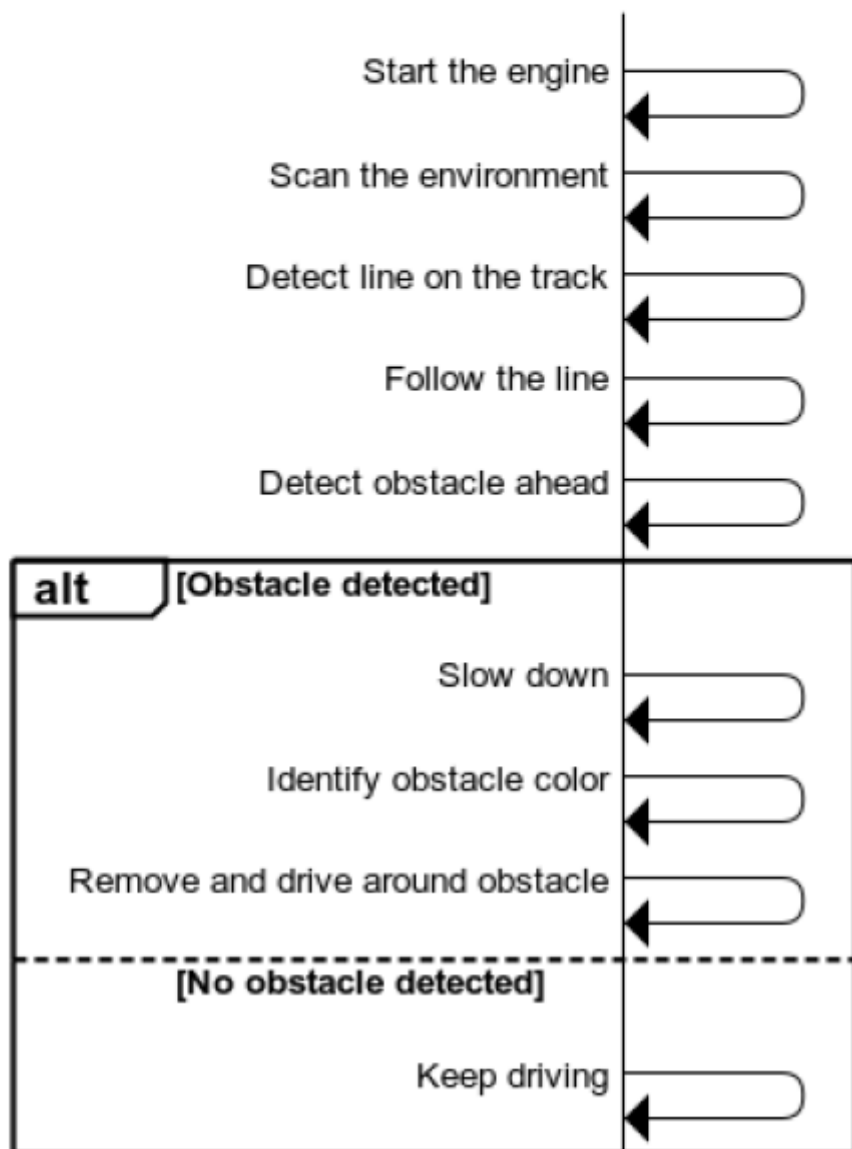 Start the engine
Scan the environment
Detect line on the track
Follow the line
Detect obstacle ahead
alt [Obstacle detected]
Slow down
Identify obstacle color
Remove and drive around obstacle
[No obstacle detected]
Keep driving